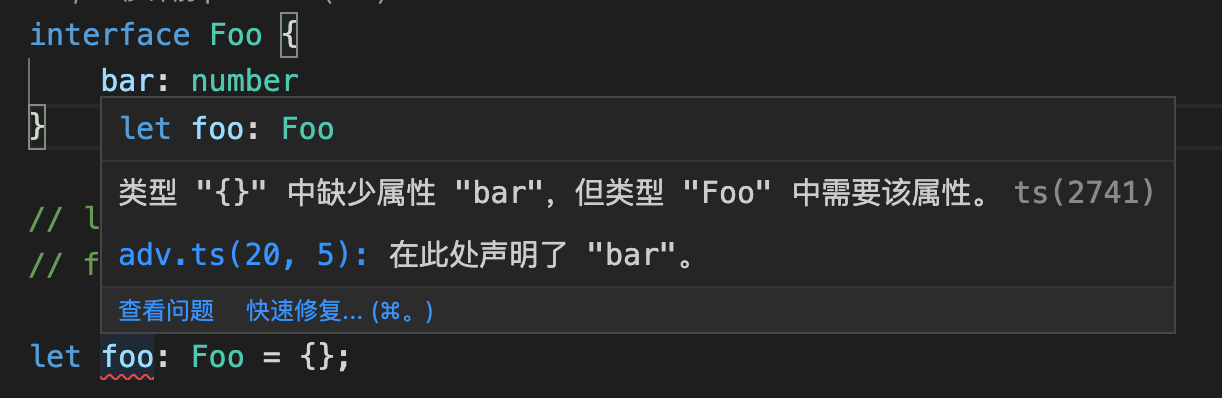 interface Foo {
bar: number
}
let foo: Foo
类型 "{}" 中缺少属性 "bar"，但类型 "Foo" 中需要该属性。 ts(2741)
adv.ts(20, 5): 在此处声明了 "bar"。
查看问题 快速修复... (⌘。)
// l
// f
let foo: Foo = {};